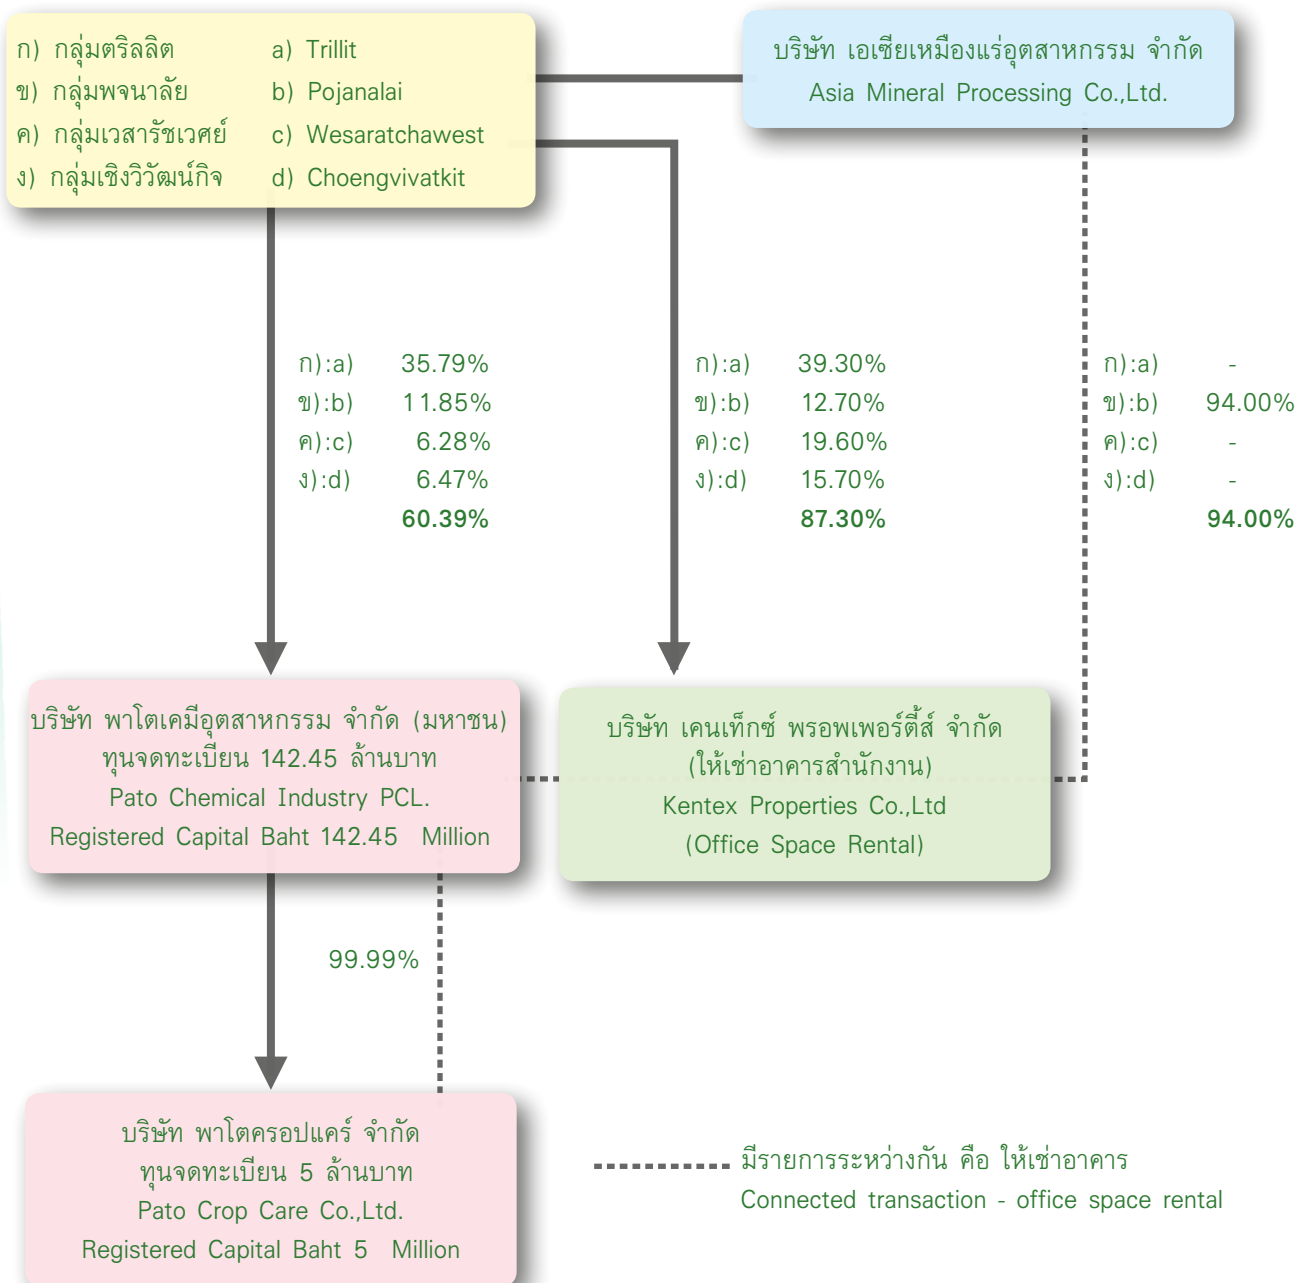 ก) กลุ่มตริลลิต a) Trillit
ข) กลุ่มพจนาลัย b) Pojanalai
ค) กลุ่มเวสารัชเวศย์ c) Wesaratchawest
ง) กลุ่มเชิงวิวัฒน์กิจ d) Choengvivatkit
บริษัท เอเซียเหมืองแร่อุตสาหกรรม จำกัด
Asia Mineral Processing Co.,Ltd.
ก):a) 35.79%
ข):b) 11.85%
ค):c) 6.28%
ง):d) 6.47%
60.39%
ก):a) 39.30%
ข):b) 12.70%
ค):c) 19.60%
ง):d) 15.70%
87.30%
ก):a) -
ข):b) 94.00%
ค):c) -
ง):d) -
94.00%
บริษัท พาโตเคมีอุตสาหกรรม จำกัด (มหาชน)
ทุนจดทะเบียน 142.45 ล้านบาท
Pato Chemical Industry PCL.
Registered Capital Baht 142.45 Million
บริษัท เคนเท็กซ์ พรอพเพอร์ตี้ส์ จำกัด
(ให้เช่าอาคารสำนักงาน)
Kentex Properties Co.,Ltd
(Office Space Rental)
99.99%
บริษัท พาโตครอปแคร์ จำกัด
ทุนจดทะเบียน 5 ล้านบาท
Pato Crop Care Co.,Ltd.
Registered Capital Baht 5 Million
มีรายการระหว่างกัน คือ ให้เช่าอาคาร
Connected transaction - office space rental